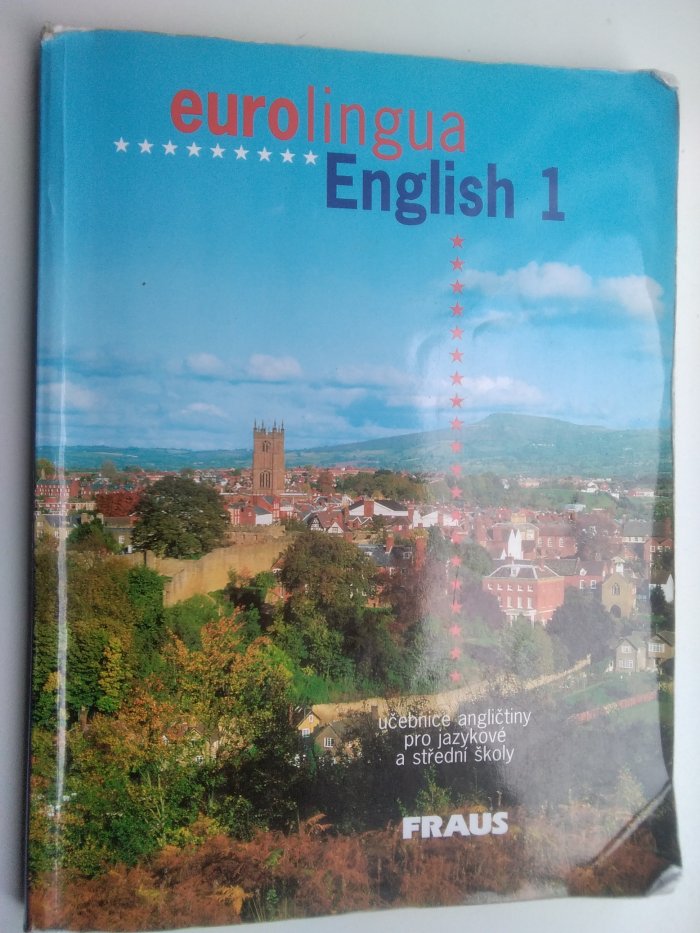 eurolingua
English 1
učebnice angličtiny
pro jazykové
a střední školy
FRAUS